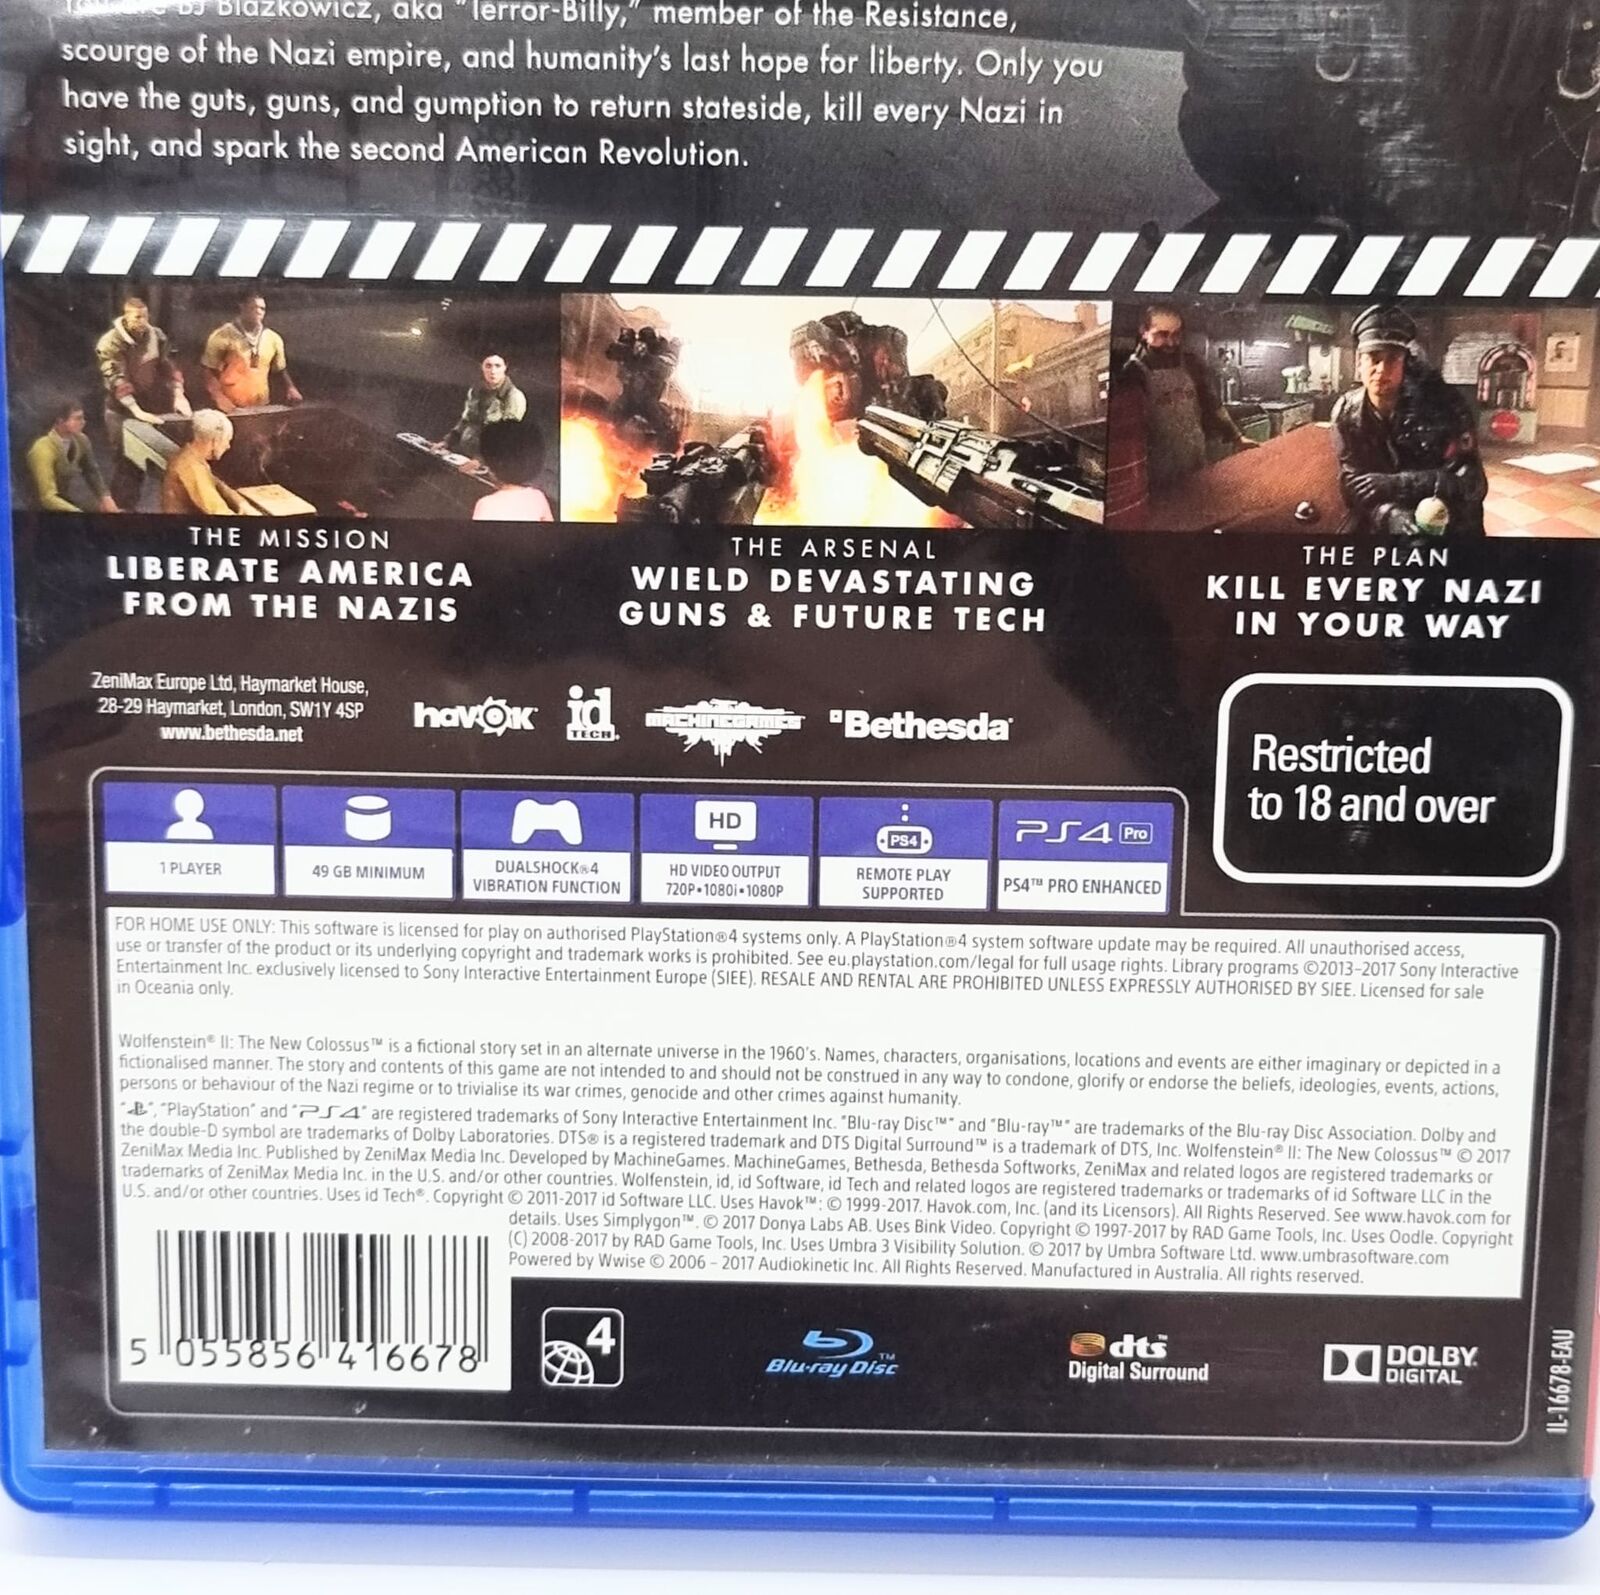 BJ Blazkowicz, aka "Terror-Billy," member of the Resistance,
scourge of the Nazi empire, and humanity's last hope for liberty. Only you
have the guts, guns, and gumption to return stateside, kill every Nazi in
sight, and spark the second American Revolution.
THE MISSION
LIBERATE AMERICA
FROM THE NAZIS
THE ARSENAL
WIELD DEVASTATING
GUNS & FUTURE TECH
THE PLAN
KILL EVERY NAZI
IN YOUR WAY
ZeniMax Europe Ltd, Haymarket House,
28-29 Haymarket, London, SW1Y 4SP
www.bethesda.net
havok
id
TECH
MACHINEGAMES
Bethesda
Restricted
to 18 and over
1 PLAYER
49 GB MINIMUM
DUALSHOCK®4
VIBRATION FUNCTION
HD
HD VIDEO OUTPUT
720P•1080i•1080P
PS4
REMOTE PLAY
SUPPORTED
PS4 Pro
PS4™ PRO ENHANCED
FOR HOME USE ONLY: This software is licensed for play on authorised PlayStation®4 systems only. A PlayStation®4 system software update may be required. All unauthorised access,
use or transfer of the product or its underlying copyright and trademark works is prohibited. See eu.playstation.com/legal for full usage rights. Library programs ©2013-2017 Sony Interactive
Entertainment Inc. exclusively licensed to Sony Interactive Entertainment Europe (SIEE). RESALE AND RENTAL ARE PROHIBITED UNLESS EXPRESSLY AUTHORISED BY SIEE. Licensed for sale
in Oceania only.
Wolfenstein® II: The New Colossus™ is a fictional story set in an alternate universe in the 1960's. Names, characters, organisations, locations and events are either imaginary or depicted in a
fictionalised manner. The story and contents of this game are not intended to and should not be construed in any way to condone, glorify or endorse the beliefs, ideologies, events, actions,
persons or behaviour of the Nazi regime or to trivialise its war crimes, genocide and other crimes against humanity.
"PS", "PlayStation" and "PS4" are registered trademarks of Sony Interactive Entertainment Inc. "Blu-ray Disc™" and "Blu-ray™" are trademarks of the Blu-ray Disc Association. Dolby and
the double-D symbol are trademarks of Dolby Laboratories. DTS® is a registered trademark and DTS Digital Surround™ is a trademark of DTS, Inc. Wolfenstein® II: The New Colossus™ © 2017
ZeniMax Media Inc. Published by ZeniMax Media Inc. Developed by MachineGames. MachineGames, Bethesda, Bethesda Softworks, ZeniMax and related logos are registered trademarks or
trademarks of ZeniMax Media Inc. in the U.S. and/or other countries. Wolfenstein, id, id Software, id Tech and related logos are registered trademarks or trademarks of id Software LLC in the
U.S. and/or other countries. Uses id Tech®. Copyright © 2011-2017 id Software LLC. Uses Havok™: © 1999-2017. Havok.com, Inc. (and its Licensors). All Rights Reserved. See www.havok.com for
details. Uses Simplygon™. © 2017 Donya Labs AB. Uses Bink Video. Copyright © 1997-2017 by RAD Game Tools, Inc. Uses Oodle. Copyright
(C) 2008-2017 by RAD Game Tools, Inc. Uses Umbra 3 Visibility Solution. © 2017 by Umbra Software Ltd. www.umbrasoftware.com
Powered by Wwise © 2006 - 2017 Audiokinetic Inc. All Rights Reserved. Manufactured in Australia. All rights reserved.
5 055856 416678
4
Blu-ray Disc™
dts™
Digital Surround
DOLBY
DIGITAL
IL-16678-EAU